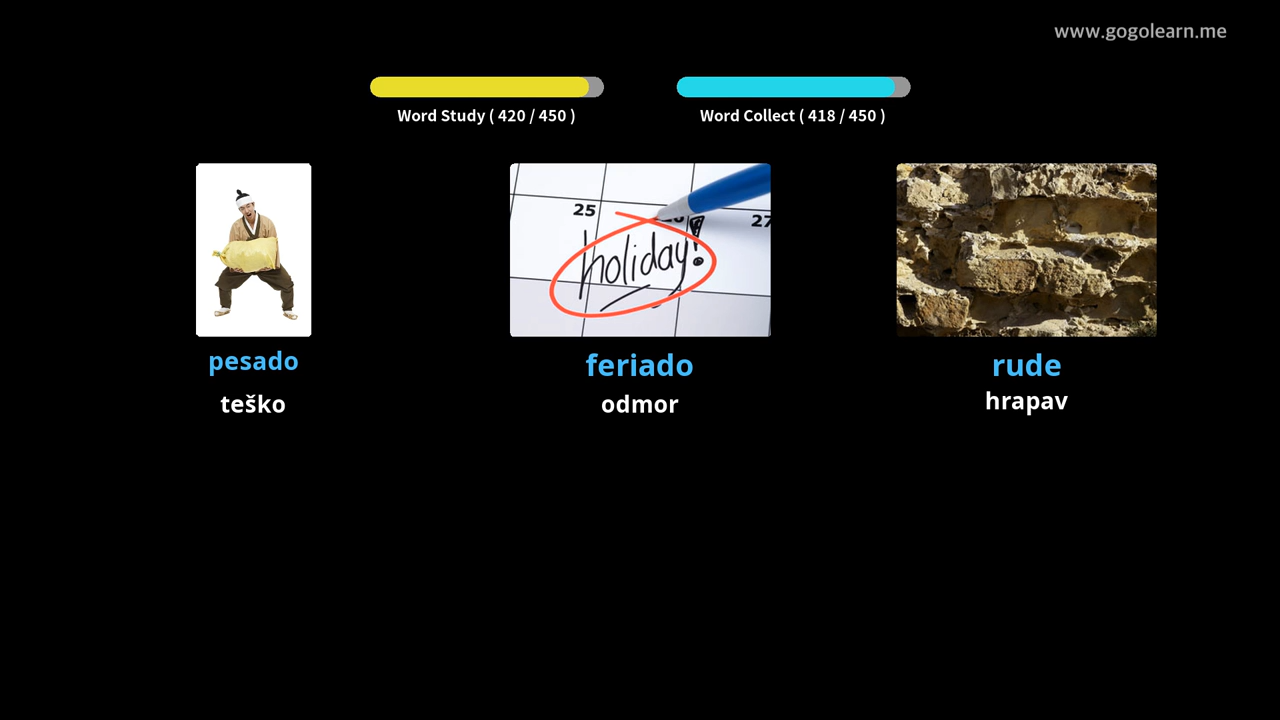 www.gogolearn.me
Word Study ( 420 / 450 )
Word Collect ( 418 / 450 )
25
27
holiday!
pesado
feriado
rude
teško
odmor
hrapav